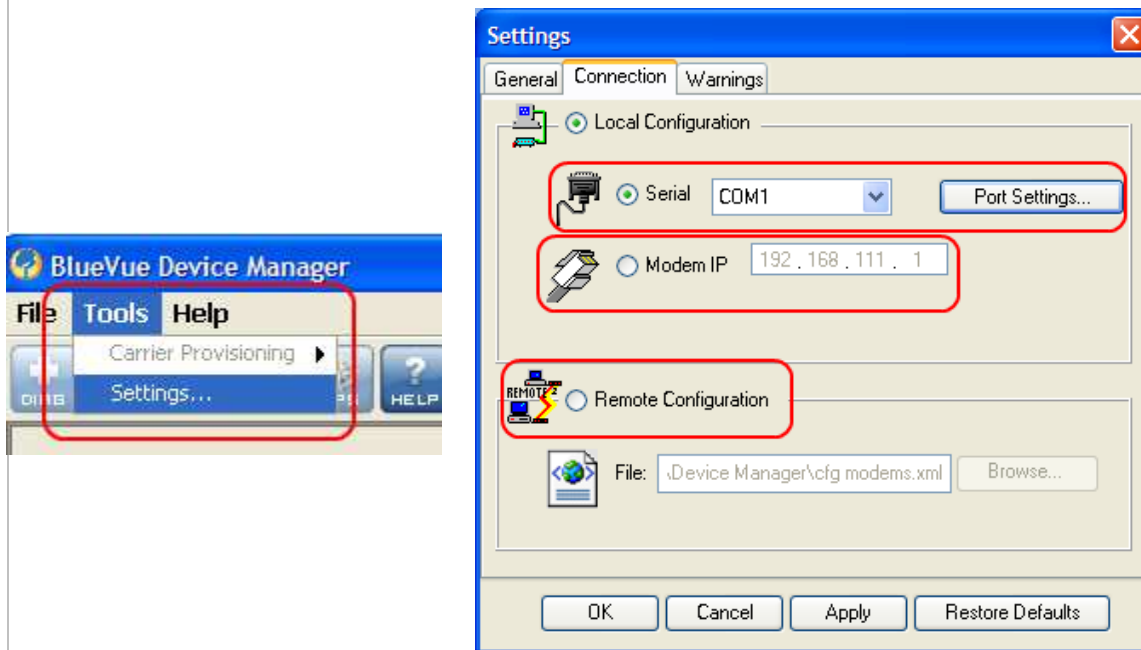 BlueVue Device Manager
File Tools Help
Carrier Provisioning
Settings...
HELP
Settings
General Connection Warnings
Local Configuration
Serial COM1 Port Settings...
Modem IP 192 . 168 . 111 . 1
REMOTE
Remote Configuration
File: \Device Manager\cfg modems.xml Browse...
OK Cancel Apply Restore Defaults